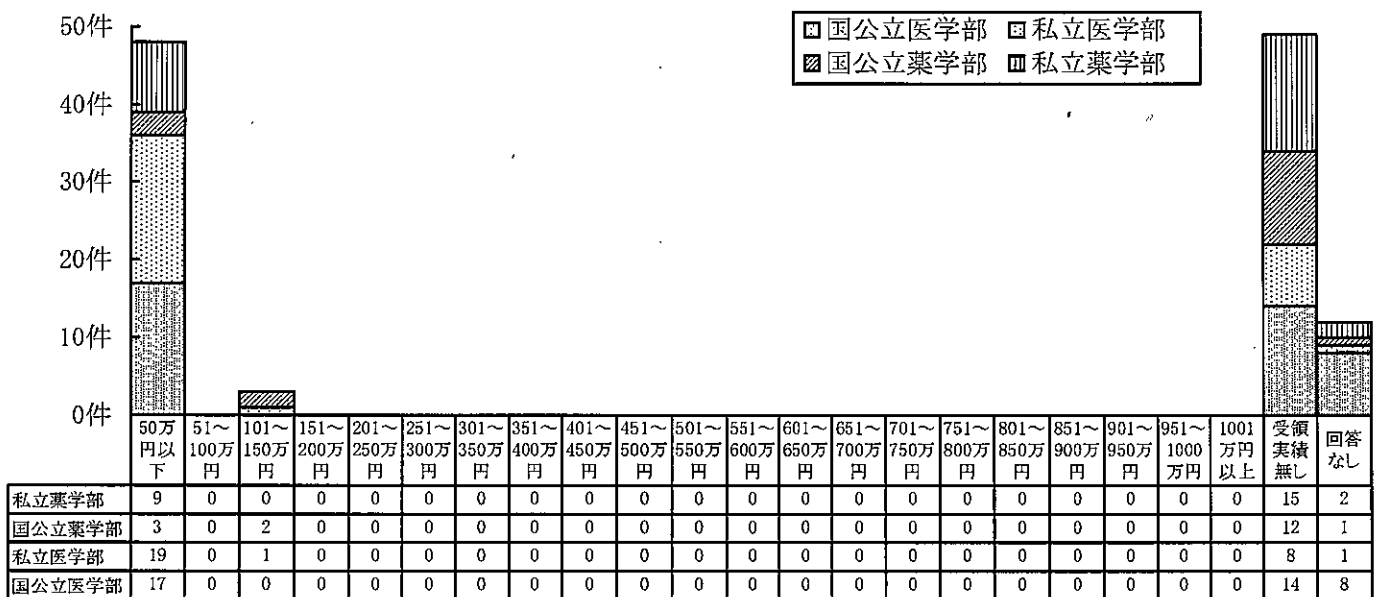 50件
40件
30件
20件
10件
0件
国公立医学部 私立医学部
国公立薬学部 私立薬学部
50万 51～ 101～ 151～ 201～ 251～ 301～ 351～ 401～ 451～ 501～ 551～ 601～ 651～ 701～ 751～ 801～ 851～ 901～ 951～ 1001 受領 回答
円以 100万 150万 200万 250万 300万 350万 400万 450万 500万 550万 600万 650万 700万 750万 800万 850万 900万 950万 1000 万円 実績 なし
下 円 円 円 円 円 円 円 円 円 円 円 円 円 円 円 円 円 円 万円 以上 無し
私立薬学部 9 0 0 0 0 0 0 0 0 0 0 0 0 0 0 0 0 0 0 0 0 15 2
国公立薬学部 3 0 2 0 0 0 0 0 0 0 0 0 0 0 0 0 0 0 0 0 0 12 1
私立医学部 19 0 1 0 0 0 0 0 0 0 0 0 0 0 0 0 0 0 0 0 0 8 1
国公立医学部 17 0 0 0 0 0 0 0 0 0 0 0 0 0 0 0 0 0 0 0 0 14 8